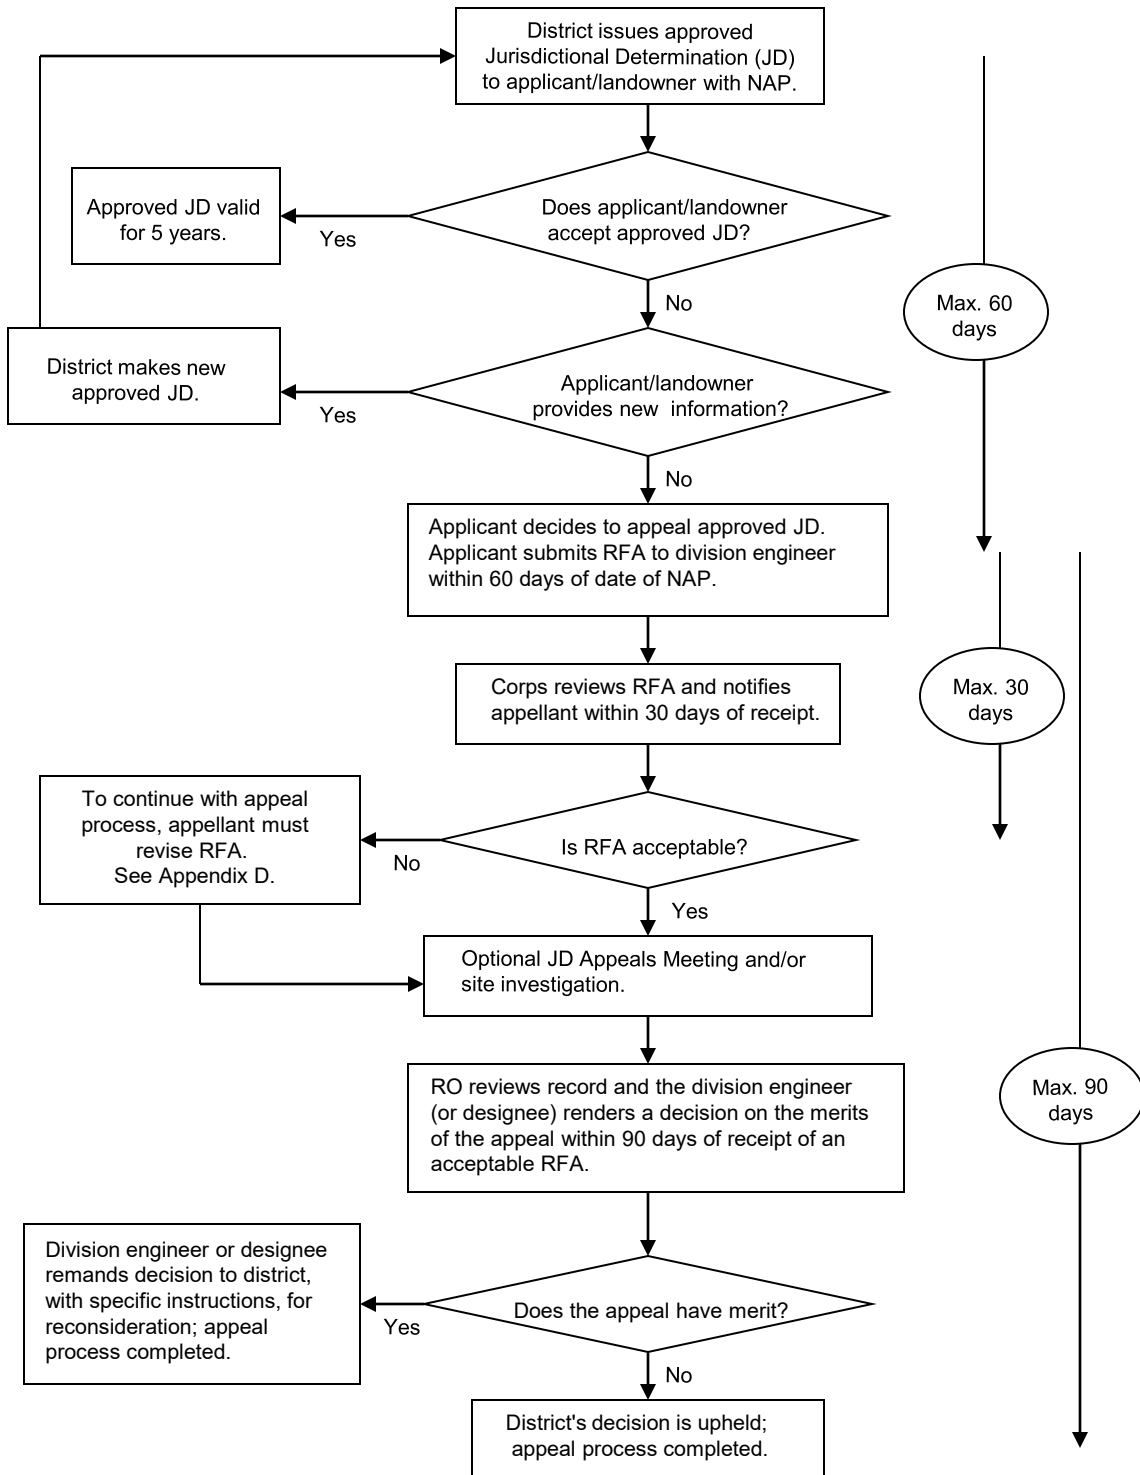 District issues approved
Jurisdictional Determination (JD)
to applicant/landowner with NAP.
Does applicant/landowner
accept approved JD?
Yes
Approved JD valid
for 5 years.
No
Max. 60
days
Applicant/landowner
provides new information?
Yes
District makes new
approved JD.
No
Applicant decides to appeal approved JD.
Applicant submits RFA to division engineer
within 60 days of date of NAP.
Corps reviews RFA and notifies
appellant within 30 days of receipt.
Max. 30
days
Is RFA acceptable?
No
To continue with appeal
process, appellant must
revise RFA.
See Appendix D.
Yes
Optional JD Appeals Meeting and/or
site investigation.
RO reviews record and the division engineer
(or designee) renders a decision on the merits
of the appeal within 90 days of receipt of an
acceptable RFA.
Max. 90
days
Does the appeal have merit?
Yes
Division engineer or designee
remands decision to district,
with specific instructions, for
reconsideration; appeal
process completed.
No
District's decision is upheld;
appeal process completed.